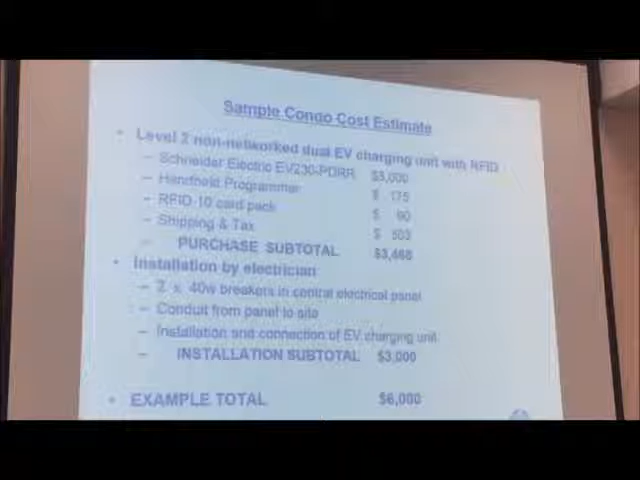 Sample Condo Cost Estimate
• Level 2 non-networked dual EV charging unit with RFID
– Schneider Electric EV230-PDRR $3,000
– Handheld Programmer $ 175
– RFID 10 card pack $ 90
– Shipping & Tax $ 503
– PURCHASE SUBTOTAL $3,468
• Installation by electrician
– 2 x 40w breakers in central electrical panel
– Conduit from panel to site
– Installation and connection of EV charging unit
– INSTALLATION SUBTOTAL $3,000
• EXAMPLE TOTAL $6,000